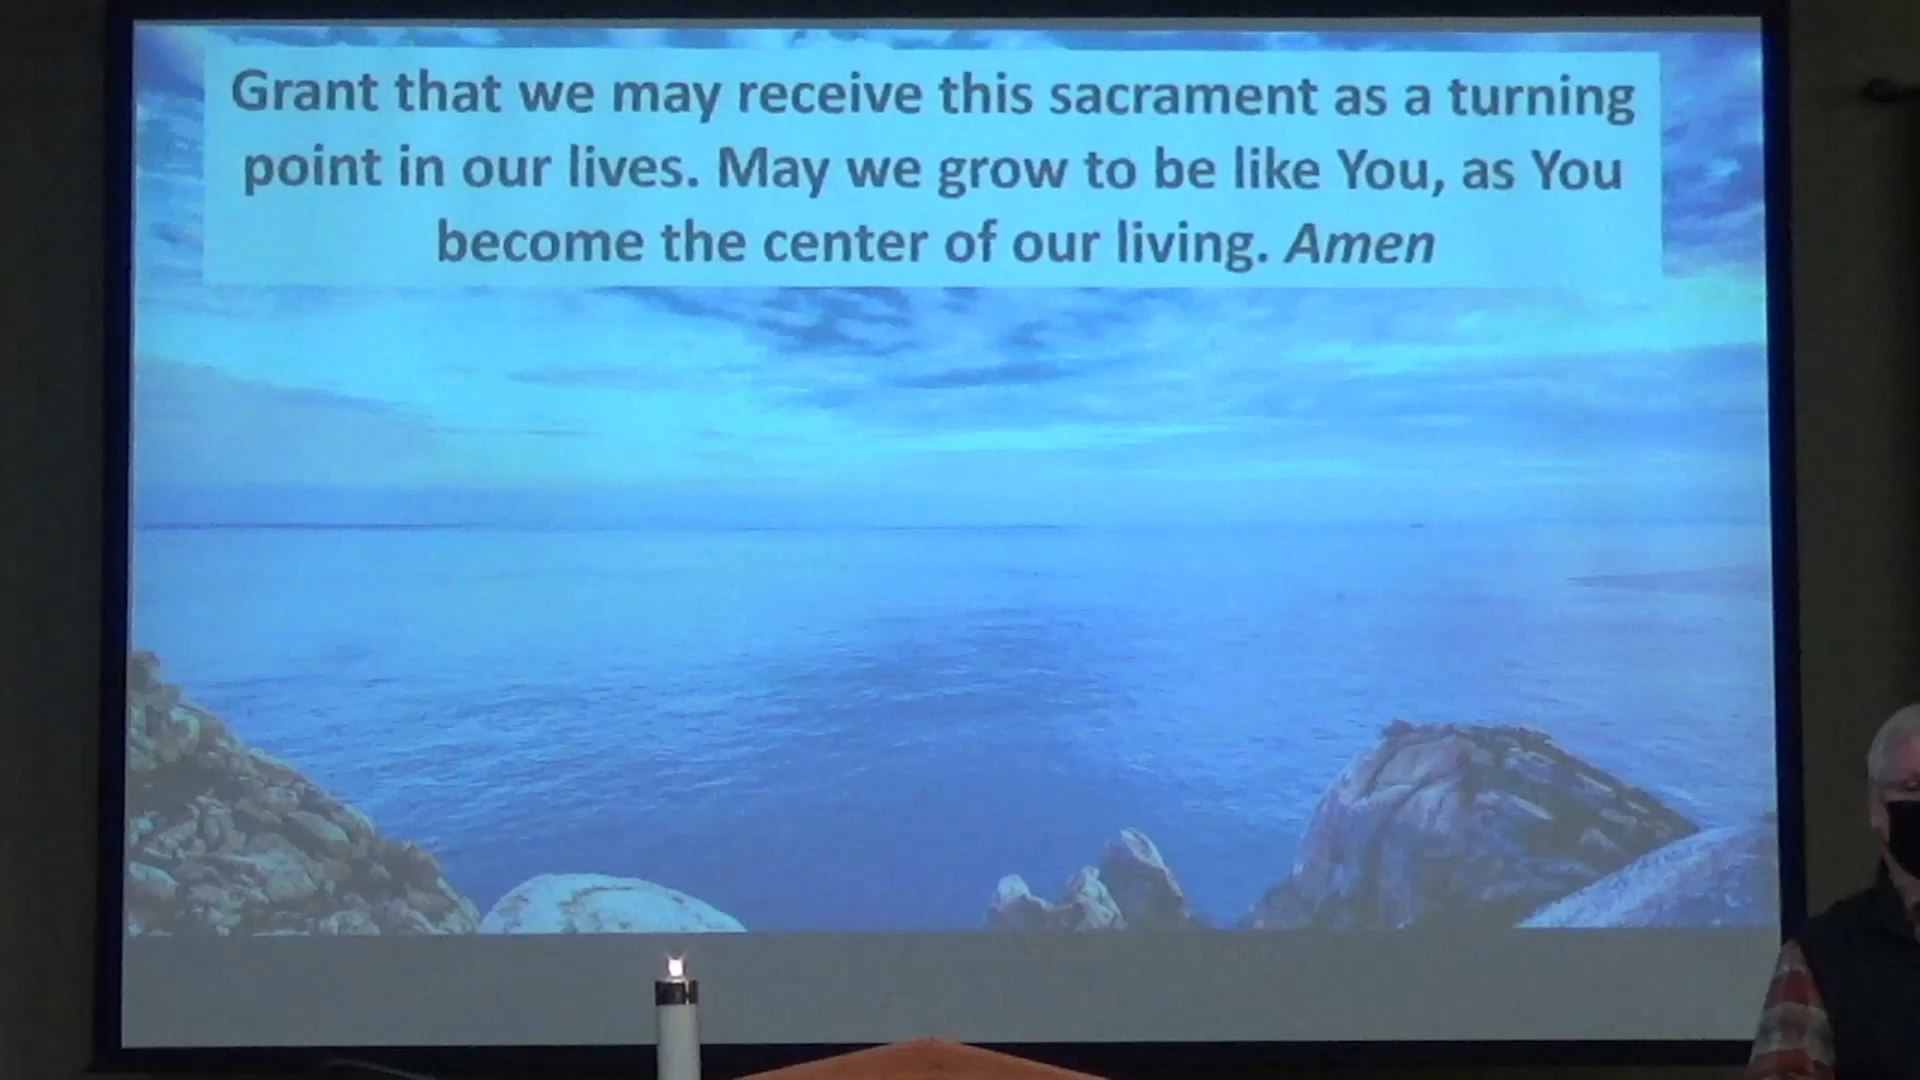 Grant that we may receive this sacrament as a turning
point in our lives. May we grow to be like You, as You
become the center of our living. Amen